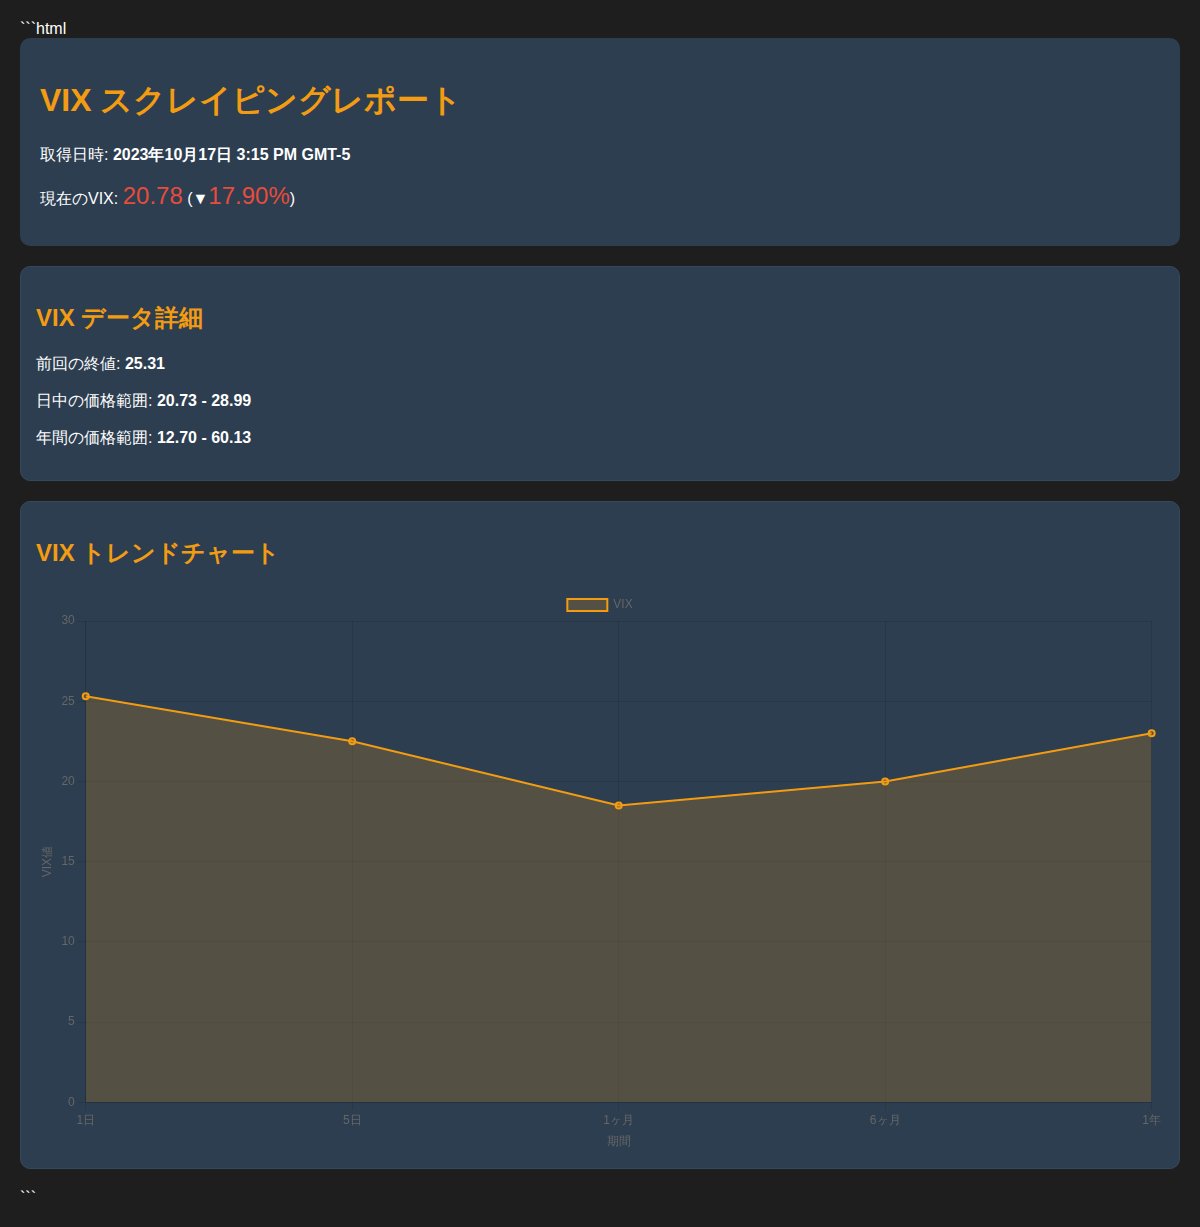 ```html
VIX スクレイピングレポート
取得日時: 2023年10月17日 3:15 PM GMT-5
現在のVIX: 20.78 (▼17.90%)
VIX データ詳細
前回の終値: 25.31
日中の価格範囲: 20.73 - 28.99
年間の価格範囲: 12.70 - 60.13
VIX トレンドチャート
VIX
30
25
20
15
10
5
0
VIX値
1日 5日 1ヶ月 6ヶ月 1年
期間
```